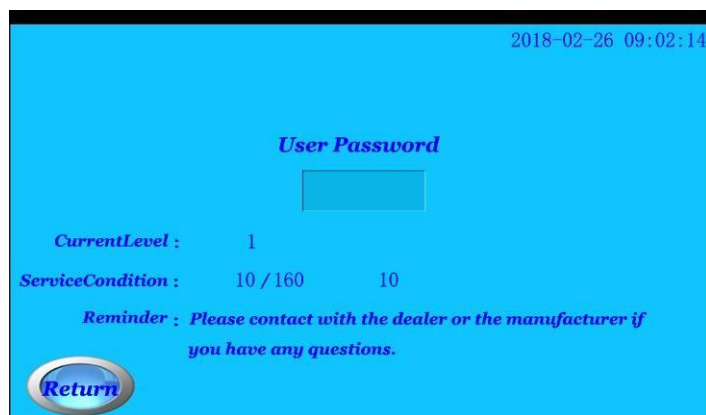 2018-02-26 09:02:14
User Password
CurrentLevel : 1
ServiceCondition : 10/160 10
Reminder : Please contact with the dealer or the manufacturer if
you have any questions.
Return